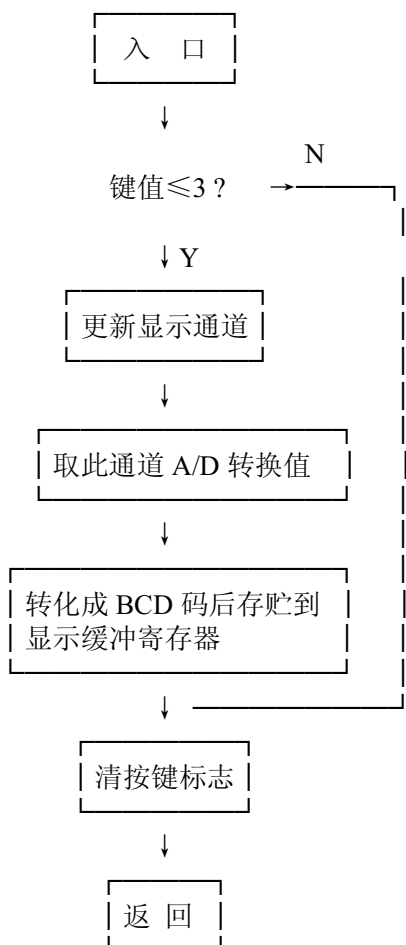 入 口
N
键值≤3 ?
Y
更新显示通道
取此通道 A/D 转换值
转化成 BCD 码后存贮到
显示缓冲寄存器
清按键标志
返 回